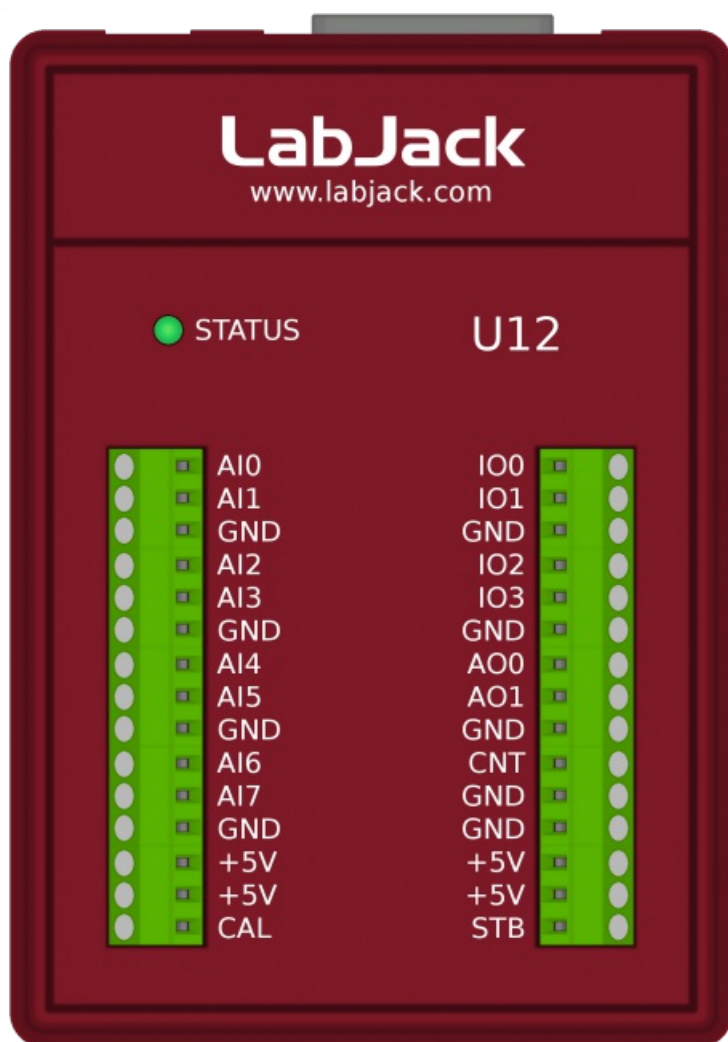 LabJack
www.labjack.com
STATUS
U12
AI0
AI1
GND
AI2
AI3
GND
AI4
AI5
GND
AI6
AI7
GND
+5V
+5V
CAL
IO0
IO1
GND
IO2
IO3
GND
AO0
AO1
GND
CNT
GND
GND
+5V
+5V
STB